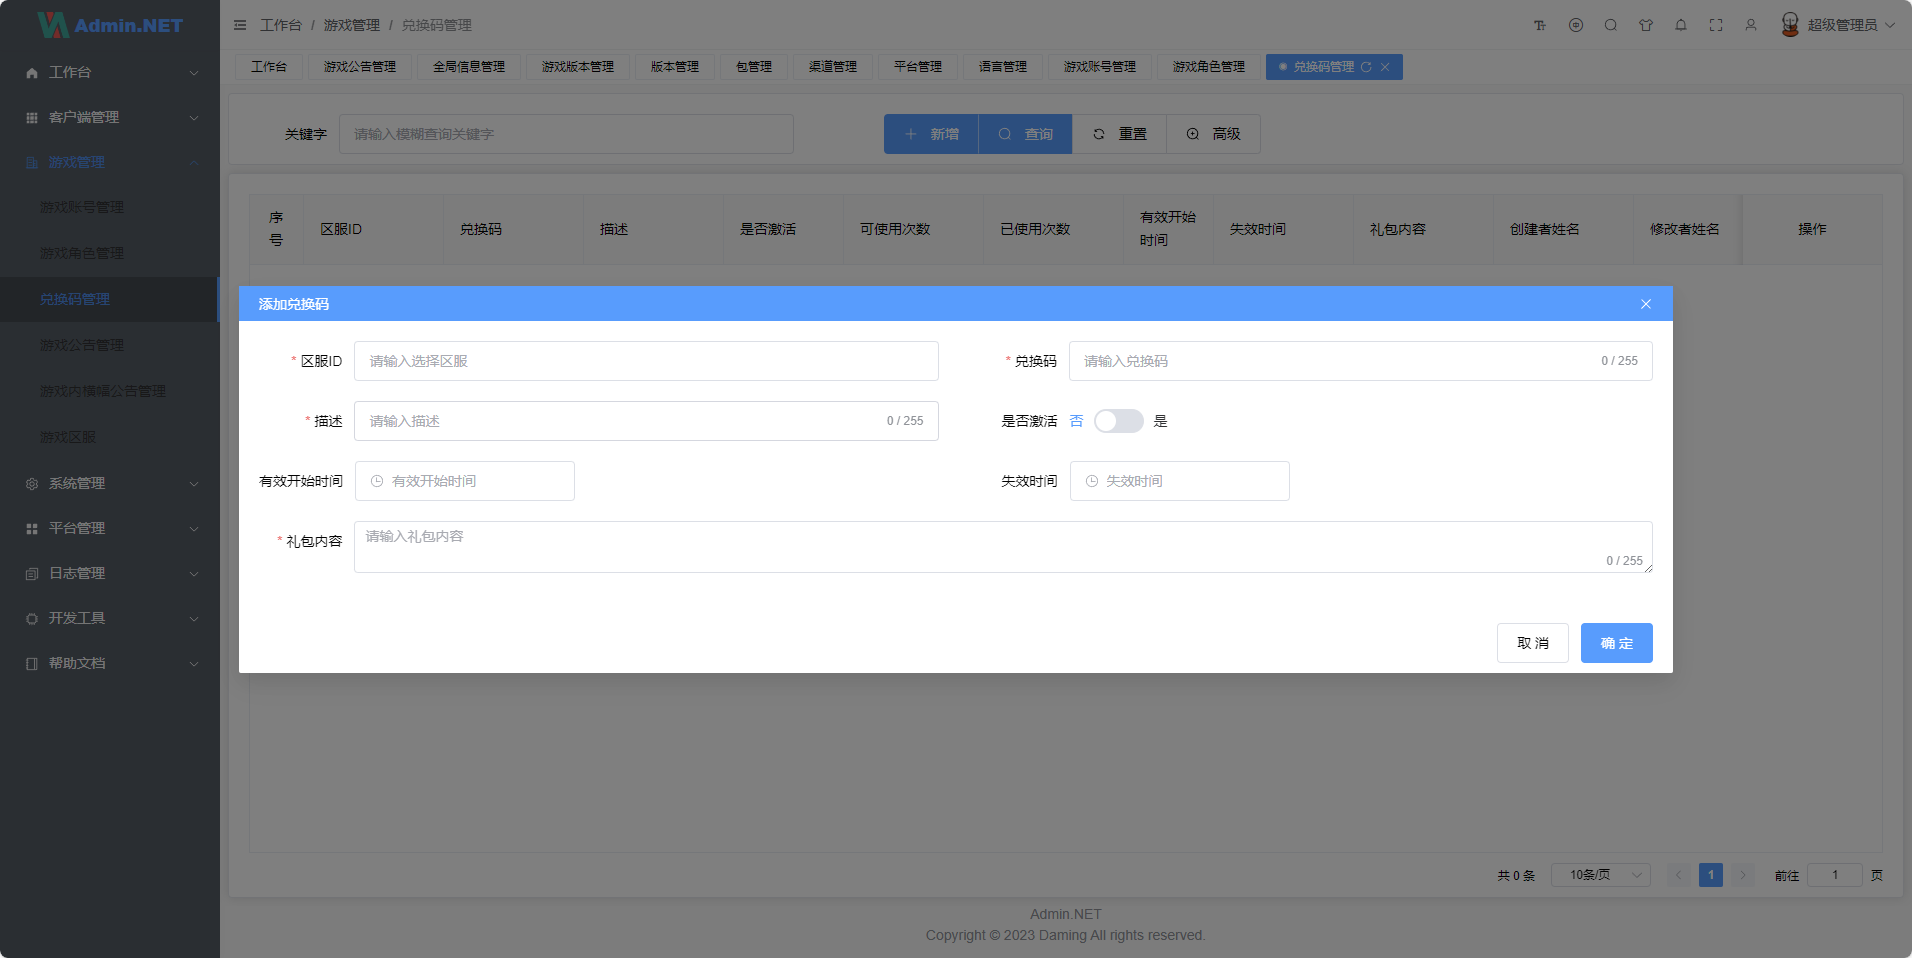 Admin.NET
工作台 / 游戏管理 / 兑换码管理
超级管理员
工作台 游戏公告管理 全局信息管理 游戏版本管理 版本管理 包管理 渠道管理 平台管理 语言管理 游戏账号管理 游戏角色管理 兑换码管理
工作台
客户端管理
游戏管理
游戏账号管理
游戏角色管理
兑换码管理
游戏公告管理
游戏内横幅公告管理
游戏区服
系统管理
平台管理
日志管理
开发工具
帮助文档
关键字 请输入模糊查询关键字 新增 查询 重置 高级
序号 区服ID 兑换码 描述 是否激活 可使用次数 已使用次数 有效开始时间 失效时间 礼包内容 创建者姓名 修改者姓名 操作
添加兑换码
* 区服ID 请输入选择区服 * 兑换码 请输入兑换码 0 / 255
* 描述 请输入描述 0 / 255 是否激活 否 是
有效开始时间 有效开始时间 失效时间 失效时间
* 礼包内容 请输入礼包内容
0 / 255
取 消 确 定
共 0 条 10条/页 1 前往 1 页
Admin.NET
Copyright © 2023 Daming All rights reserved.